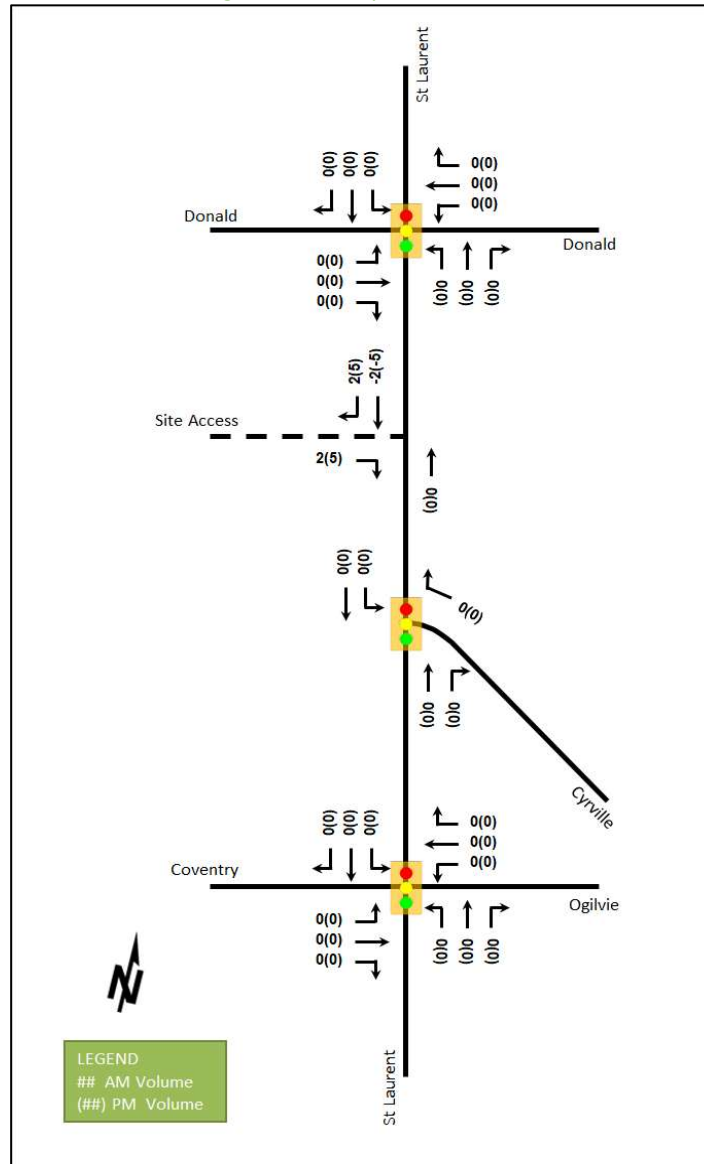 St Laurent
0(0) 0(0) 0(0)
0(0)
0(0)
0(0)
Donald
Donald
0(0)
0(0)
0(0)
0(0) 0(0) 0(0)
2(5) -2(-5)
Site Access
2(5)
0(0)
0(0) 0(0)
0(0)
0(0) 0(0)
Cyrville
0(0) 0(0) 0(0)
0(0)
0(0)
0(0)
Coventry
Ogilvie
0(0)
0(0)
0(0)
0(0) 0(0) 0(0)
N
LEGEND
## AM Volume
(##) PM Volume
St Laurent